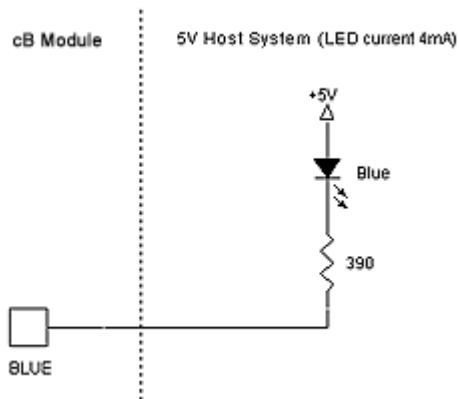 cB Module
5V Host System (LED current 4mA)
+5V
Blue
390
BLUE